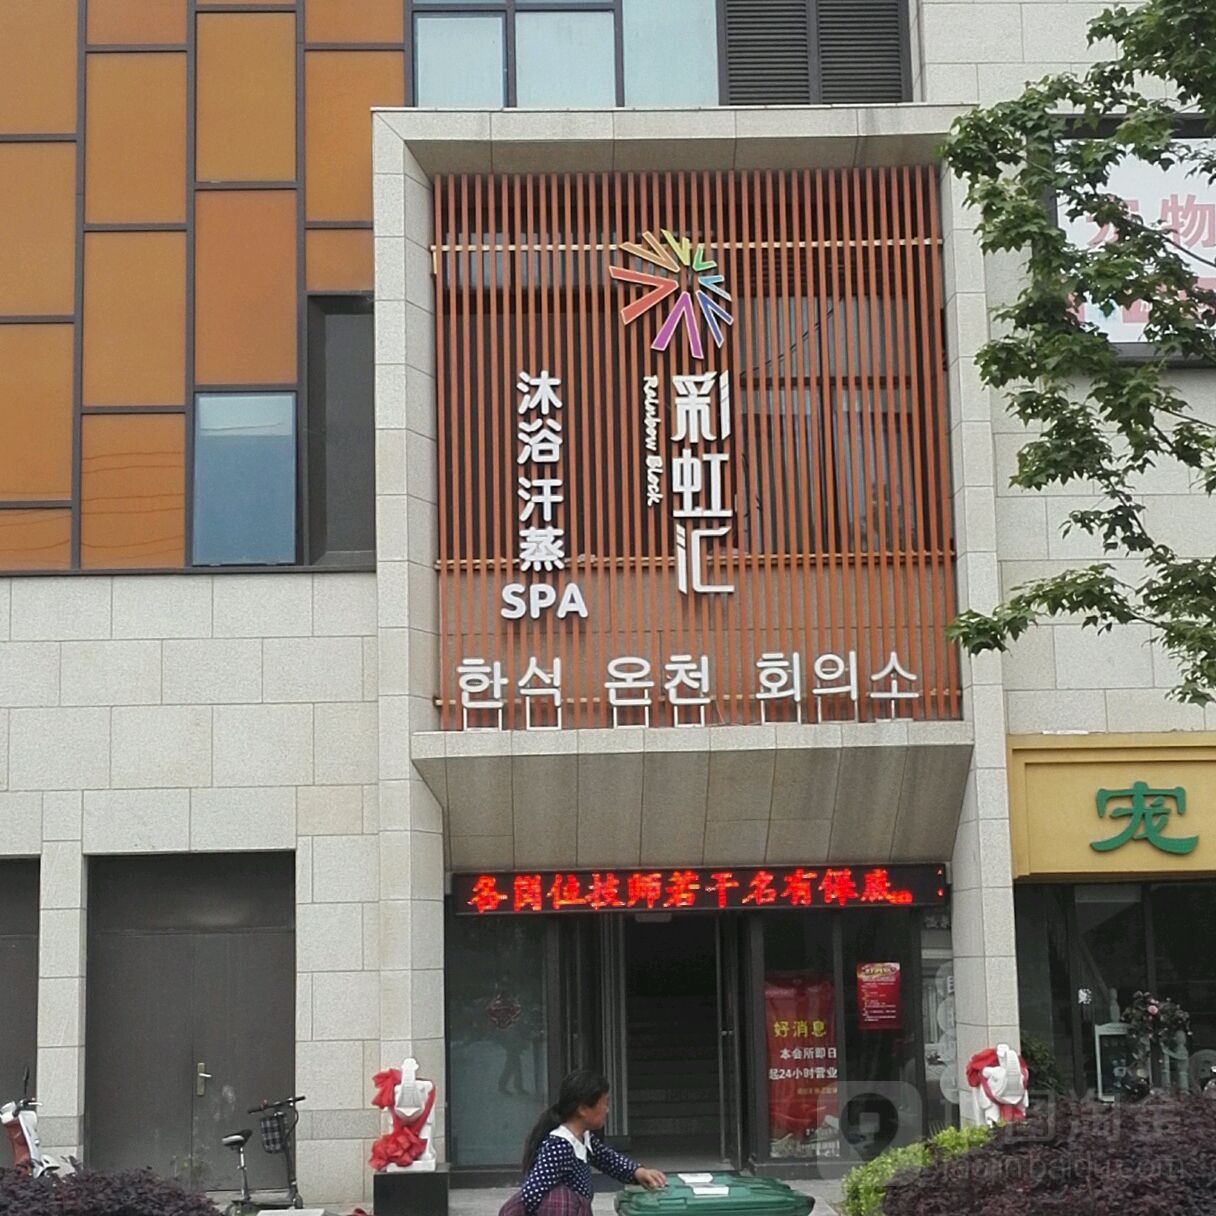 彩虹汇
Rainbow Block
沐浴汗蒸
SPA
한식 온천 회의소
各岗位技师若干名有保底
好消息
本会所即日
起24小时营业
宠
物